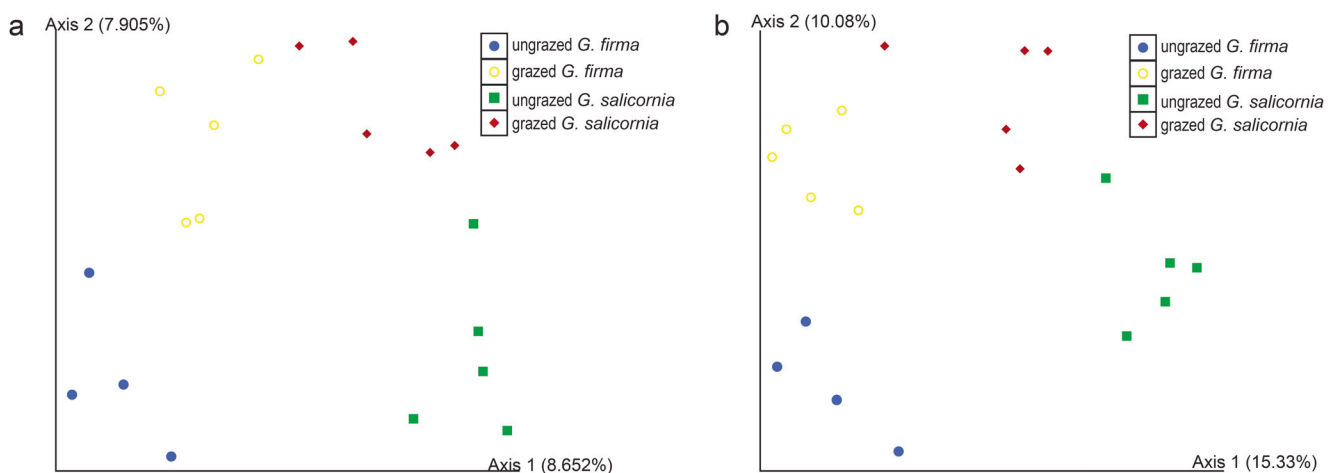 a
Axis 2 (7.905%)
ungrazed G. firma
grazed G. firma
ungrazed G. salicornia
grazed G. salicornia
Axis 1 (8.652%)
b
Axis 2 (10.08%)
ungrazed G. firma
grazed G. firma
ungrazed G. salicornia
grazed G. salicornia
Axis 1 (15.33%)